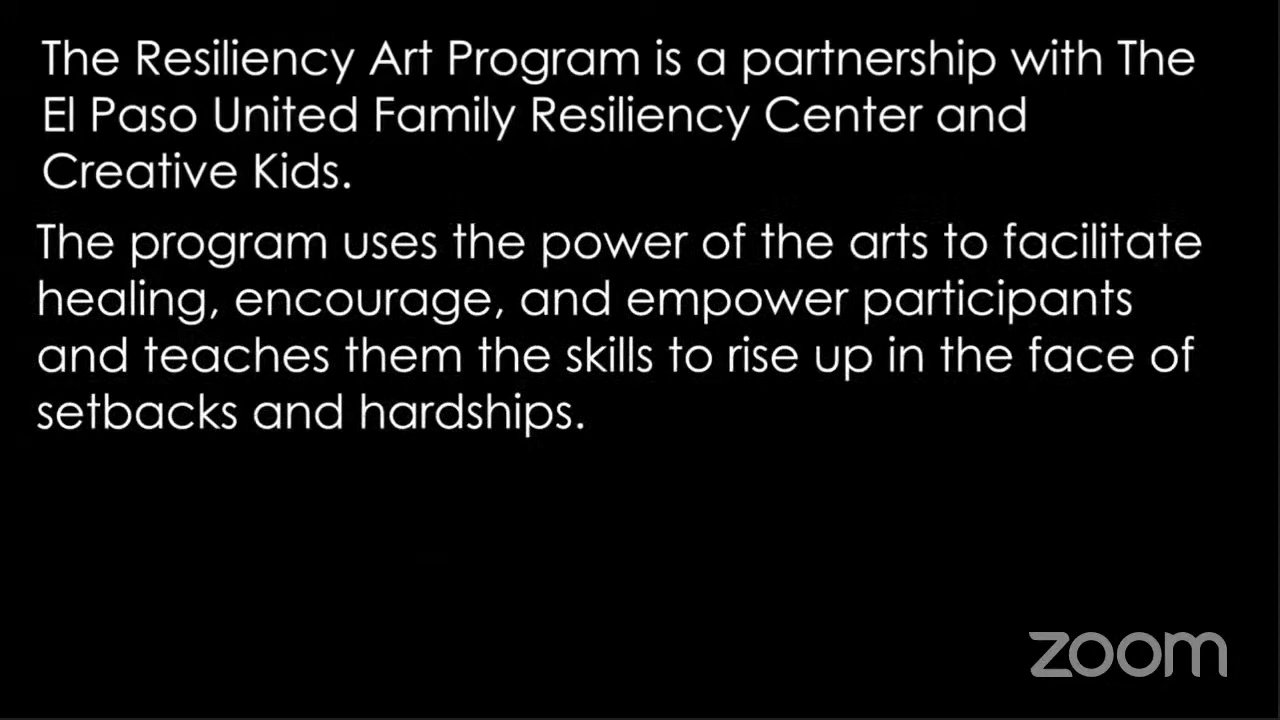 The Resiliency Art Program is a partnership with The
El Paso United Family Resiliency Center and
Creative Kids.
The program uses the power of the arts to facilitate
healing, encourage, and empower participants
and teaches them the skills to rise up in the face of
setbacks and hardships.
zoom